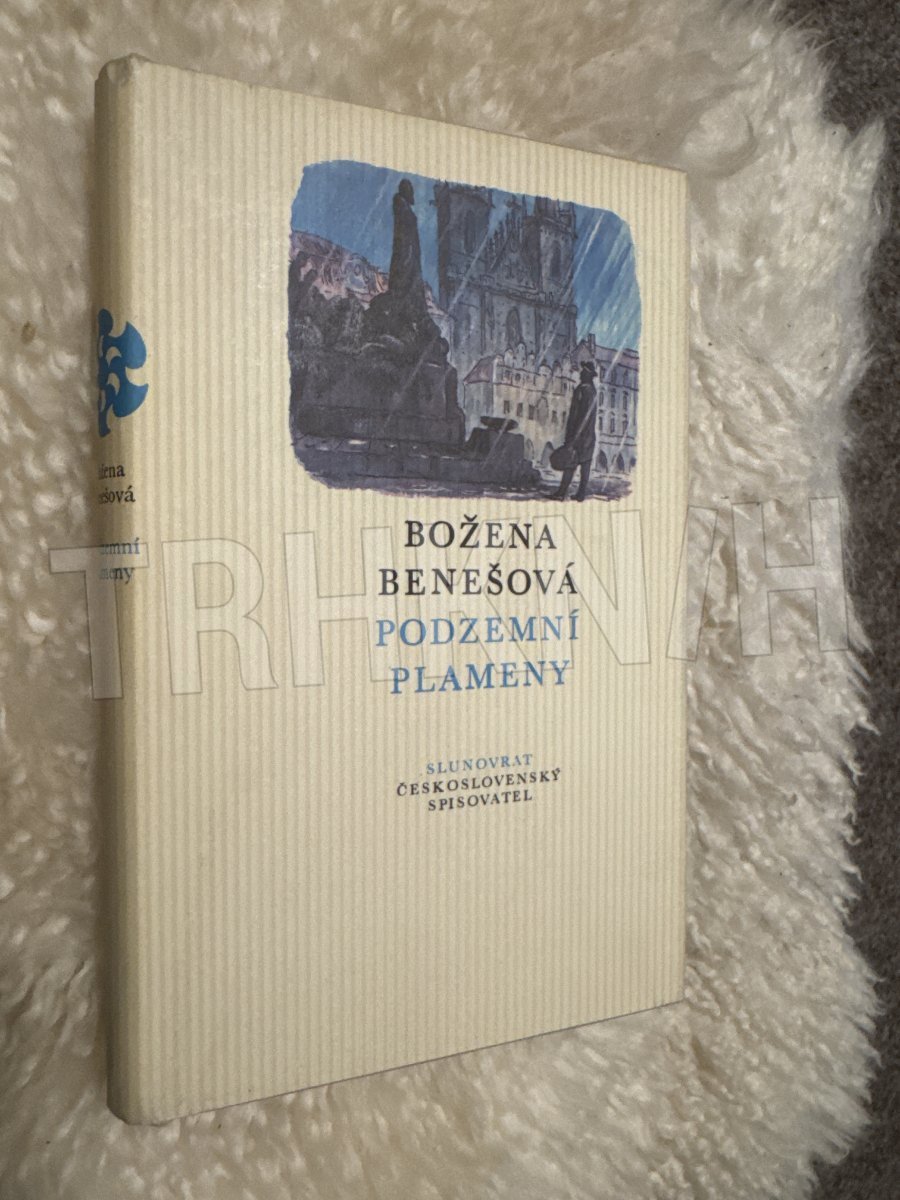 BOŽENA
BENEŠOVÁ
PODZEMNÍ
PLAMENY
SLUNOVRAT
ČESKOSLOVENSKÝ
SPISOVATEL